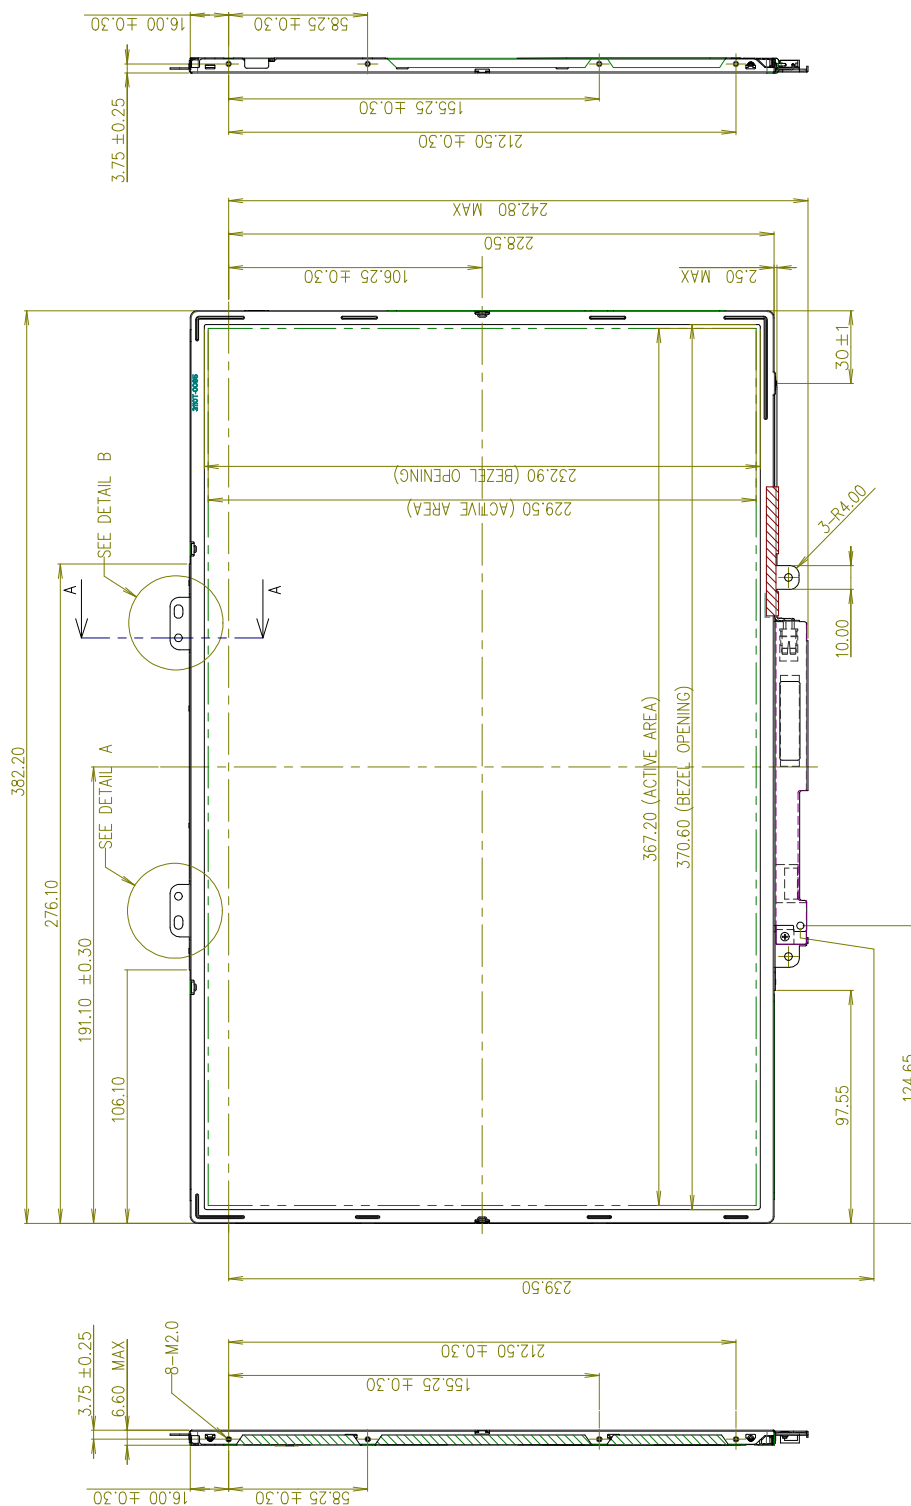 16.00 ±0.30
58.25 ±0.30
155.25 ±0.30
212.50 ±0.30
3.75 ±0.25
242.80 MAX
228.50
106.25 ±0.30
2.50 MAX
30 ±1
SEE DETAIL B
232.90 (BEZEL OPENING)
229.50 (ACTIVE AREA)
3-R4.00
A
A
10.00
382.20
SEE DETAIL A
367.20 (ACTIVE AREA)
370.60 (BEZEL OPENING)
276.10
191.10 ±0.30
106.10
97.55
124.65
239.50
3.75 ±0.25
6.60 MAX
8-M2.0
212.50 ±0.30
155.25 ±0.30
16.00 ±0.30
58.25 ±0.30